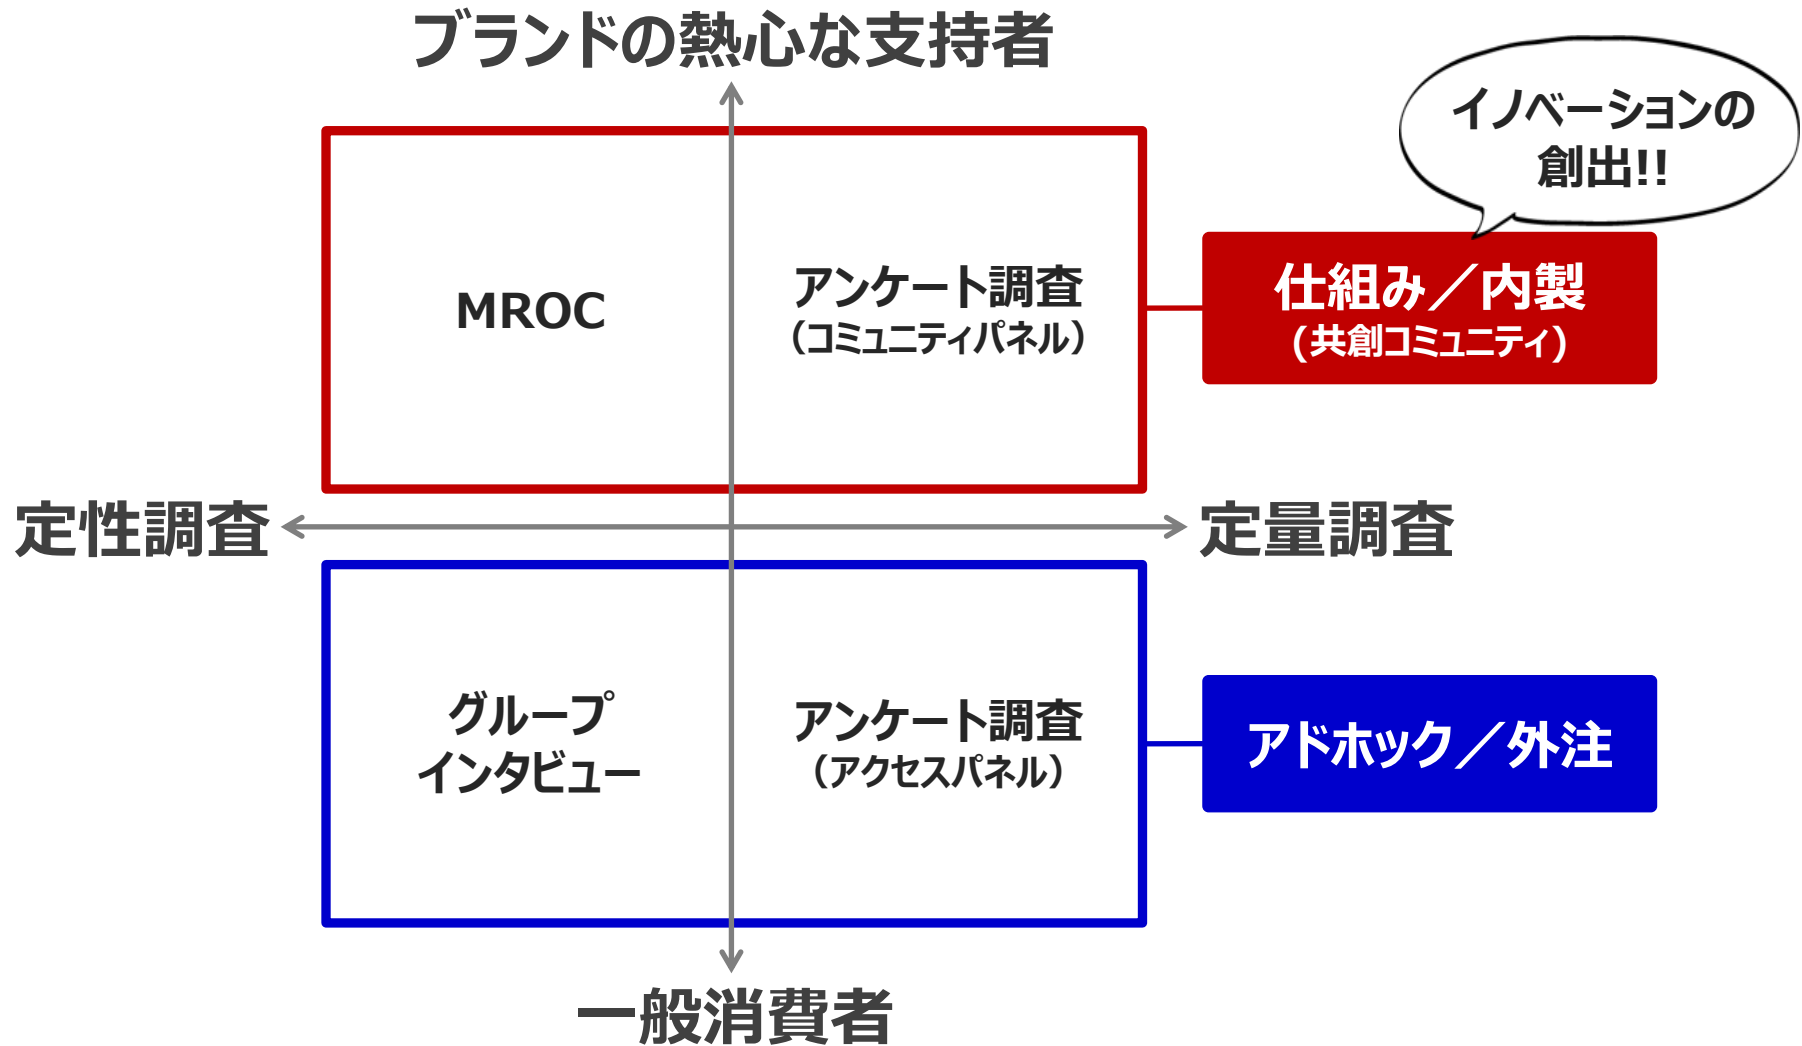 ブランドの熱心な支持者
イノベーションの
創出!!
MROC
アンケート調査
（コミュニティパネル）
仕組み／内製
(共創コミュニティ)
定性調査
定量調査
グループ
インタビュー
アンケート調査
（アクセスパネル）
アドホック／外注
一般消費者